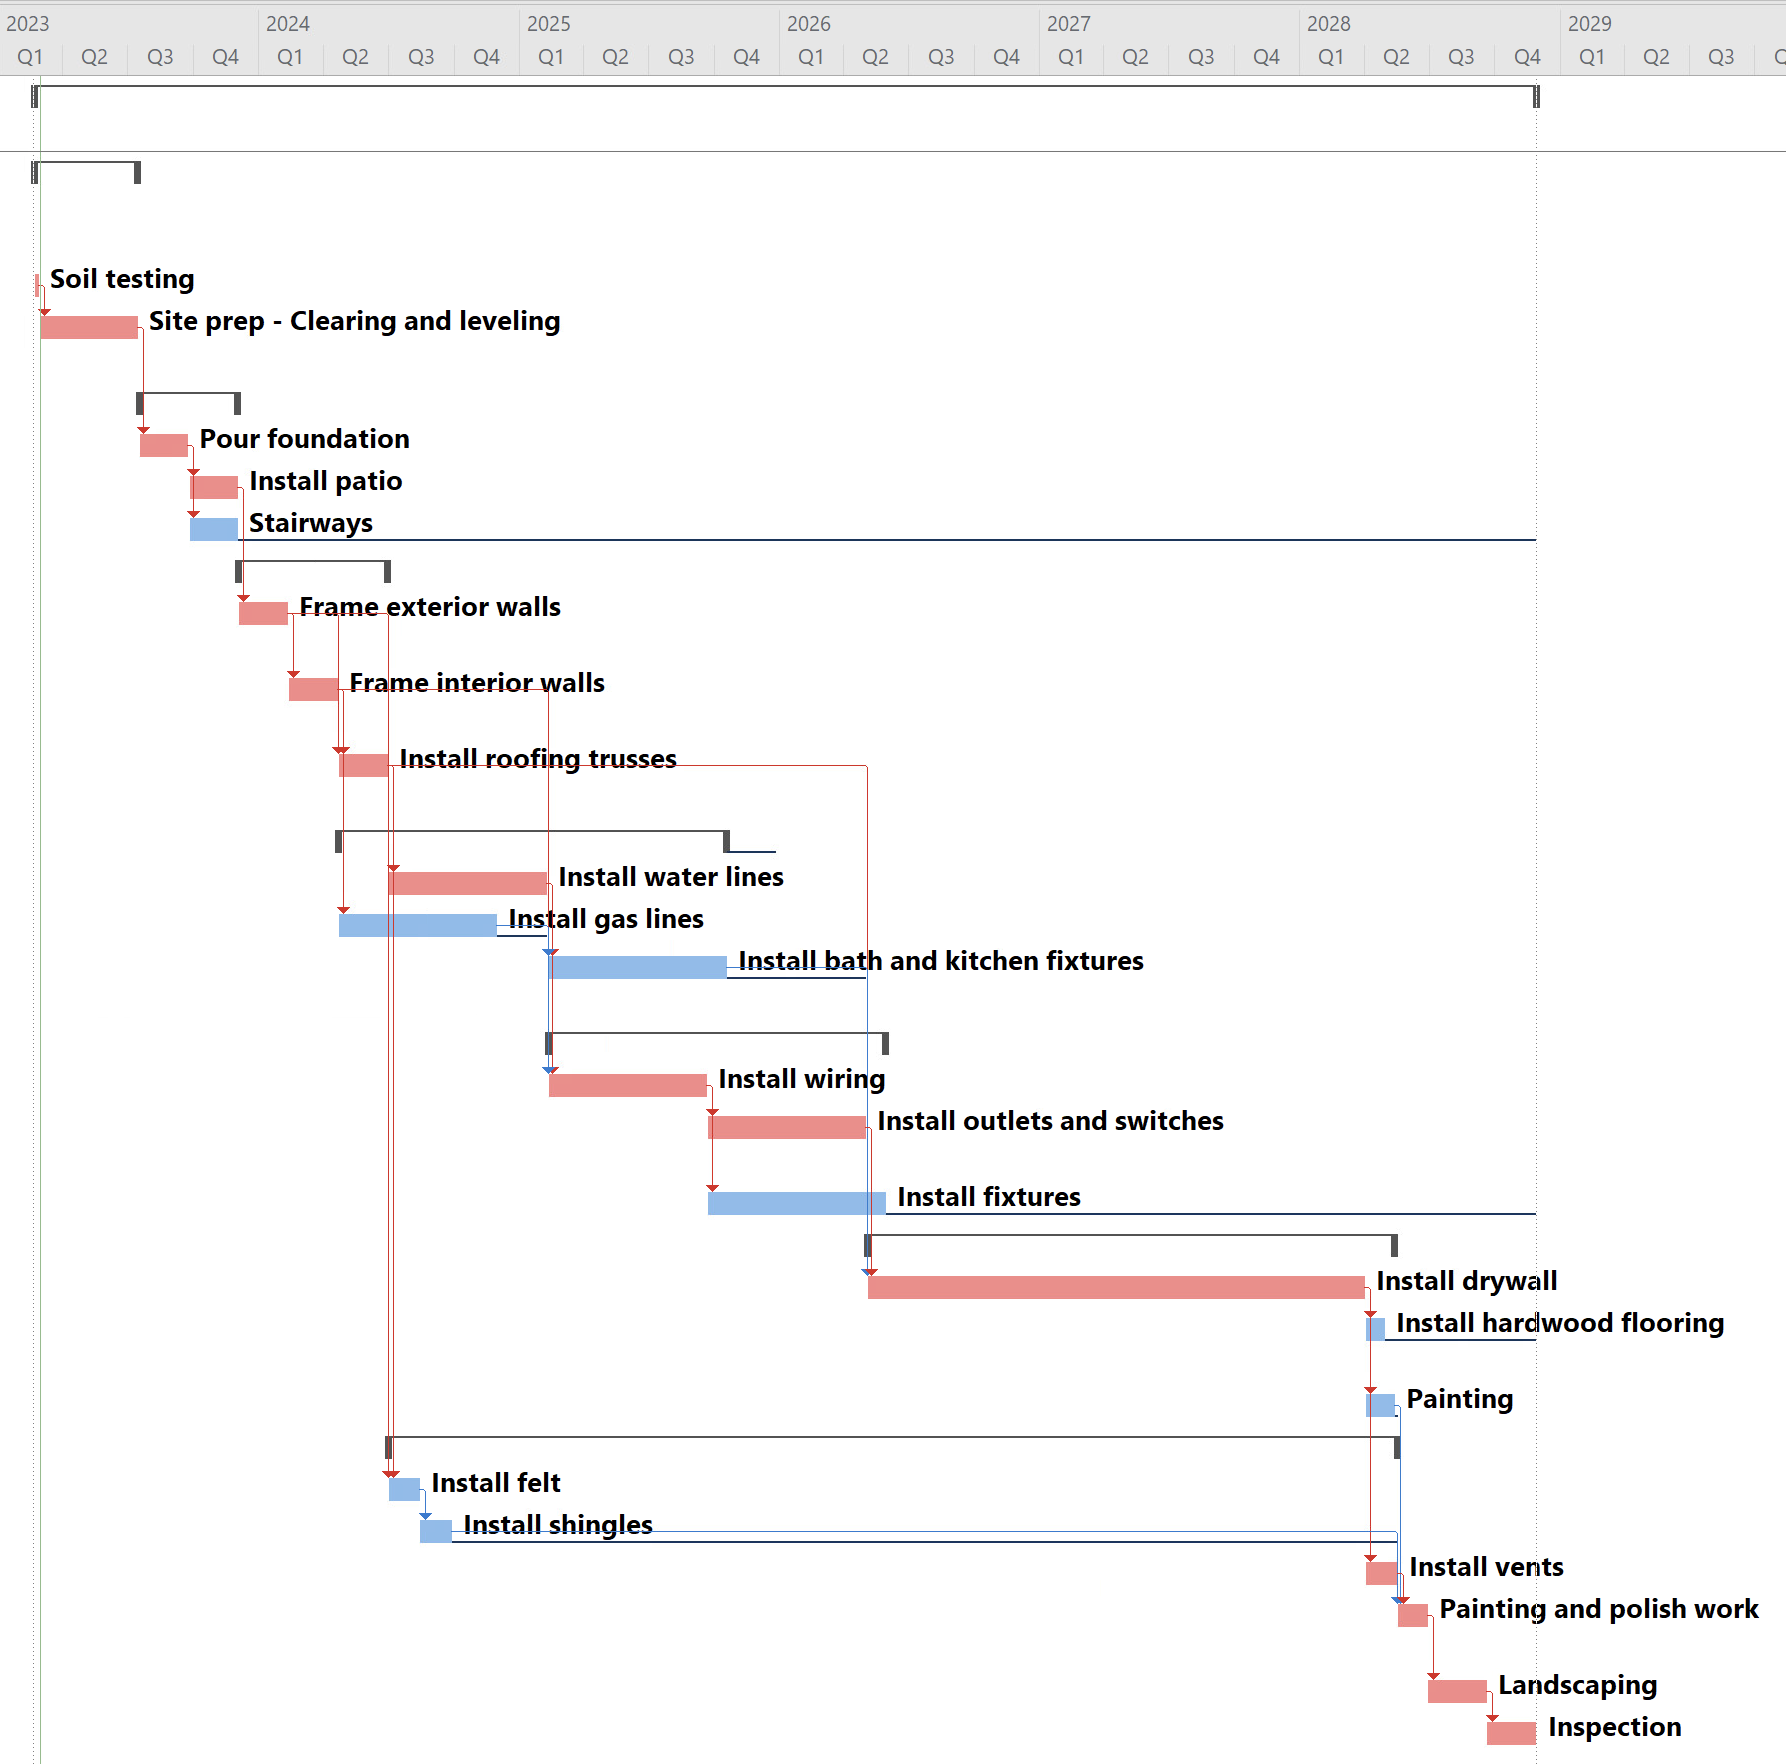 2023 2024 2025 2026 2027 2028 2029
Q1 Q2 Q3 Q4 Q1 Q2 Q3 Q4 Q1 Q2 Q3 Q4 Q1 Q2 Q3 Q4 Q1 Q2 Q3 Q4 Q1 Q2 Q3 Q4 Q1 Q2 Q3
Soil testing
Site prep - Clearing and leveling
Pour foundation
Install patio
Stairways
Frame exterior walls
Frame interior walls
Install roofing trusses
Install water lines
Install gas lines
Install bath and kitchen fixtures
Install wiring
Install outlets and switches
Install fixtures
Install drywall
Install hardwood flooring
Painting
Install felt
Install shingles
Install vents
Painting and polish work
Landscaping
Inspection